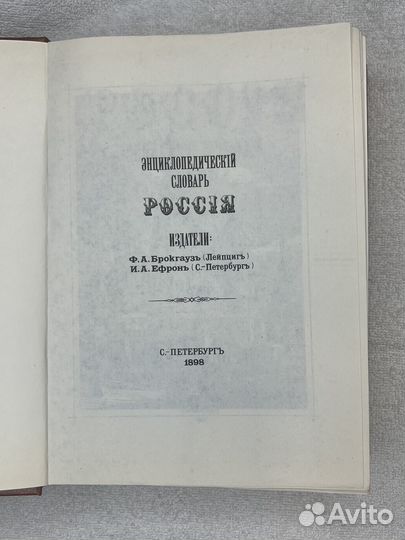 ЭНЦИКЛОПЕДИЧЕСКІЙ
СЛОВАРЬ
РОССІЯ
ИЗДАТЕЛИ:
Ф. А. Брокгаузъ (Лейпцигъ)
И. А. Ефронъ (С.-Петербургъ)
С.-ПЕТЕРБУРГЪ
1898
Avito